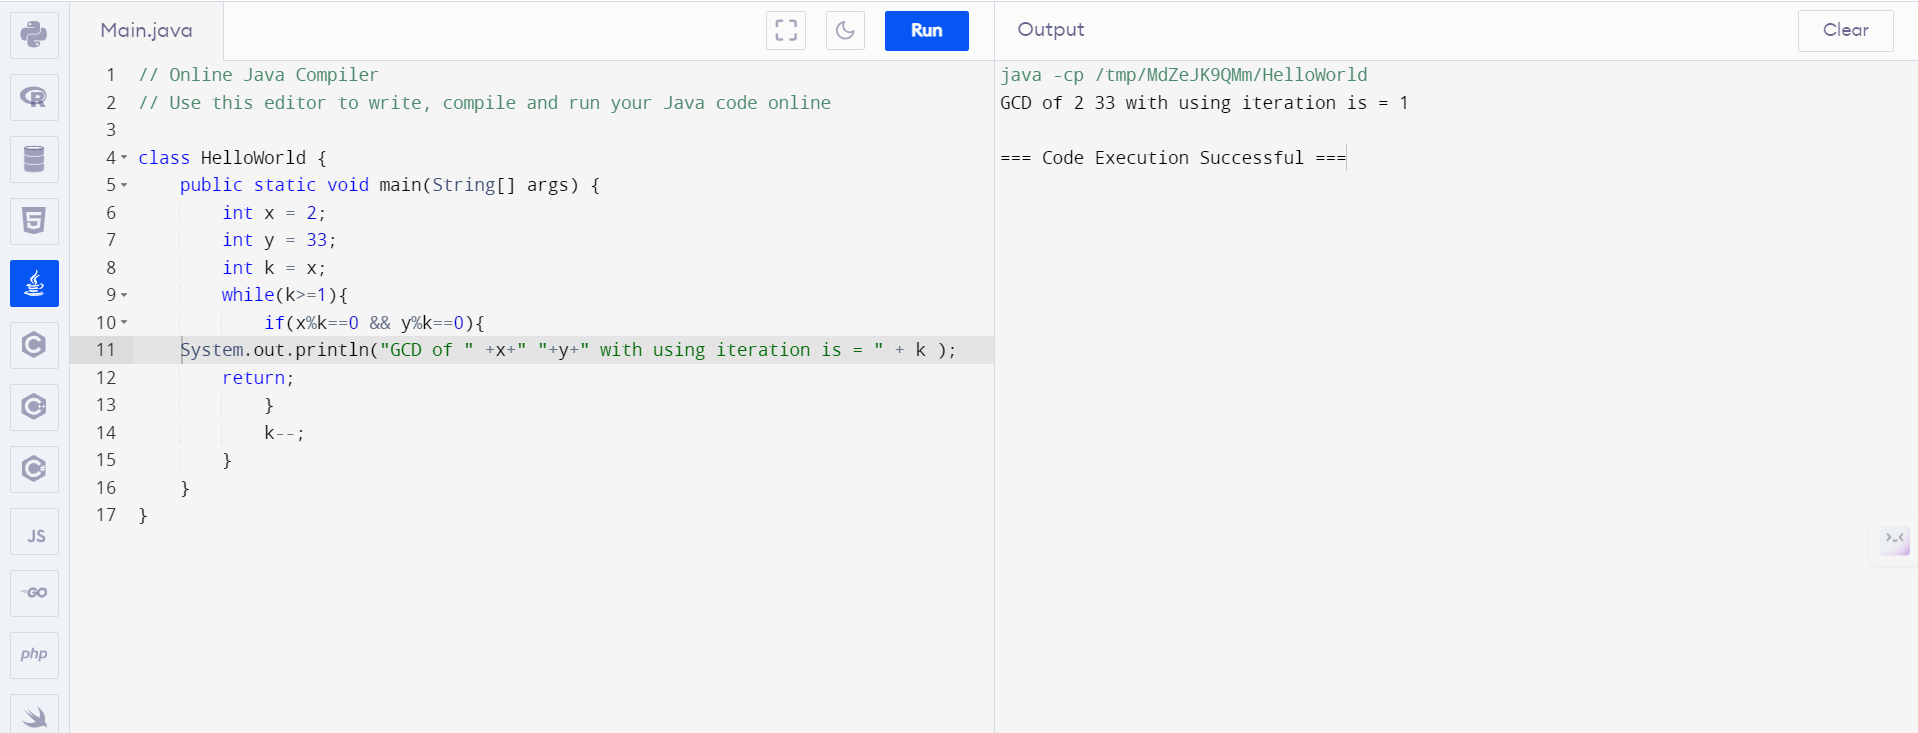 Main.java
Run
Output
Clear
1 // Online Java Compiler
2 // Use this editor to write, compile and run your Java code online
3
4 class HelloWorld {
5     public static void main(String[] args) {
6         int x = 2;
7         int y = 33;
8         int k = x;
9         while(k>=1){
10             if(x%k==0 && y%k==0){
11     System.out.println("GCD of " +x+" "+y+" with using iteration is = " + k );
12         return;
13             }
14             k--;
15         }
16     }
17 }
java -cp /tmp/MdZeJK9QMm/HelloWorld
GCD of 2 33 with using iteration is = 1
=== Code Execution Successful ===
R
5
C
C
C
JS
GO
php